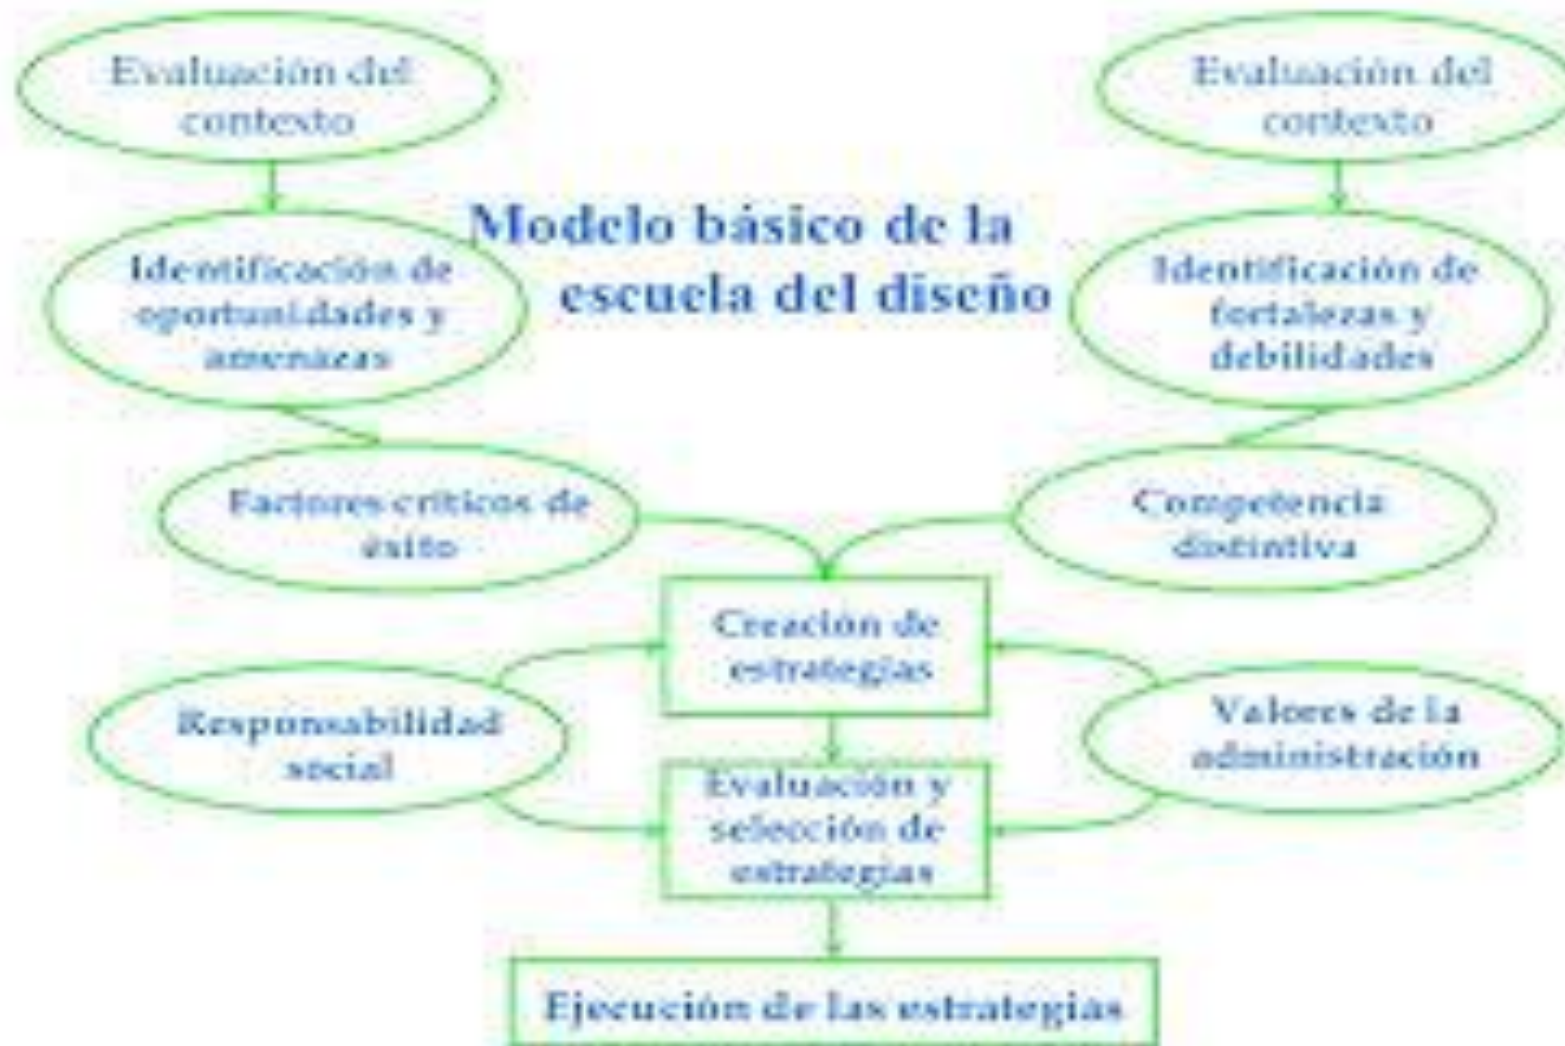 Evaluación del
contexto
Evaluación del
contexto
Modelo básico de la
escuela del diseño
Identificación de
oportunidades y
amenazas
Identificación de
fortalezas y
debilidades
Factores críticos de
éxito
Competencia
distintiva
Creación de
estrategias
Responsabilidad
social
Valores de la
administración
Evaluación y
selección de
estrategias
Ejecución de las estrategias